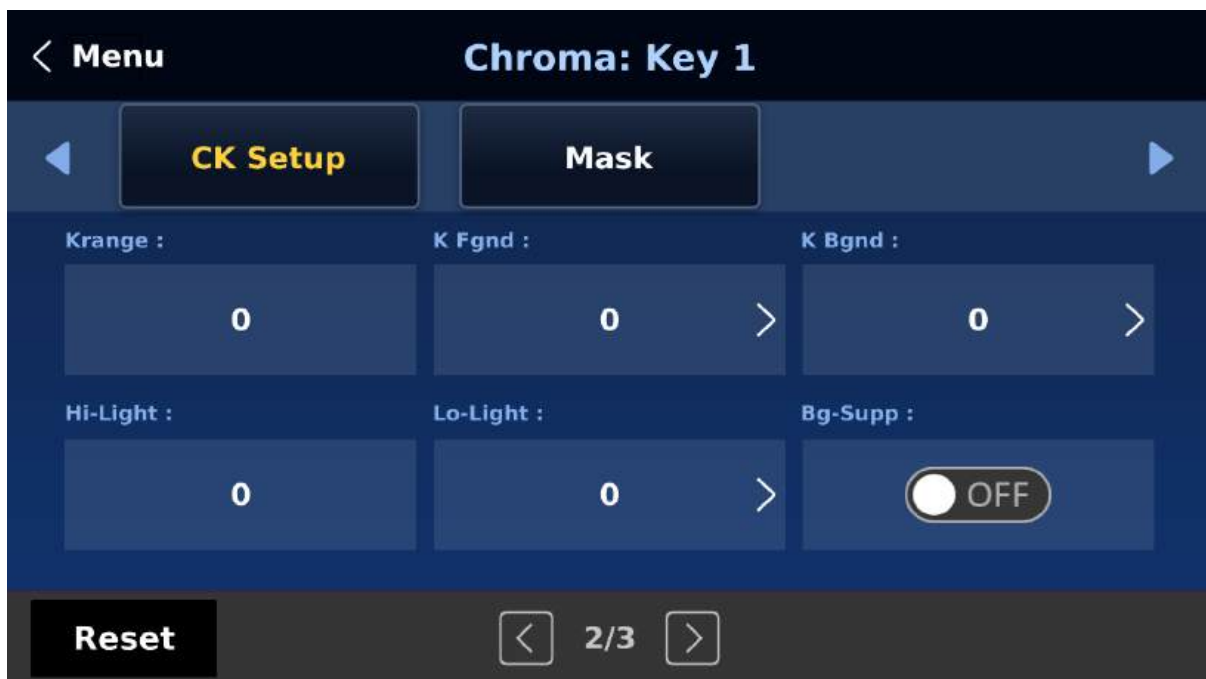 Menu
Chroma: Key 1
CK Setup
Mask
Krange :
K Fgnd :
K Bgnd :
0
0
0
Hi-Light :
Lo-Light :
Bg-Supp :
0
0
OFF
Reset
2/3